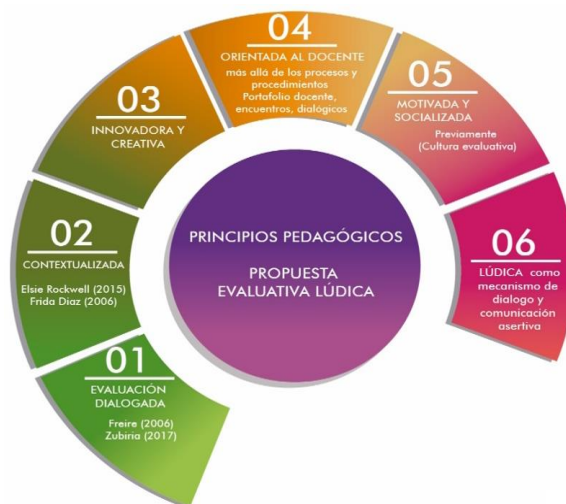 PRINCIPIOS PEDAGÓGICOS
PROPUESTA
EVALUATIVA LÚDICA
01
EVALUACIÓN
DIALOGADA
Freire (2006)
Zubiria (2017)
02
CONTEXTUALIZADA
Elsie Rockwell (2015)
Frida Diaz (2006)
03
INNOVADORA Y
CREATIVA
04
ORIENTADA AL DOCENTE
más allá de los procesos y
procedimientos
Portafolio docente,
encuentros, dialógicos
05
MOTIVADA Y
SOCIALIZADA
Previamente
(Cultura evaluativa)
06
LÚDICA como
mecanismo de
dialogo y
comunicación
asertiva